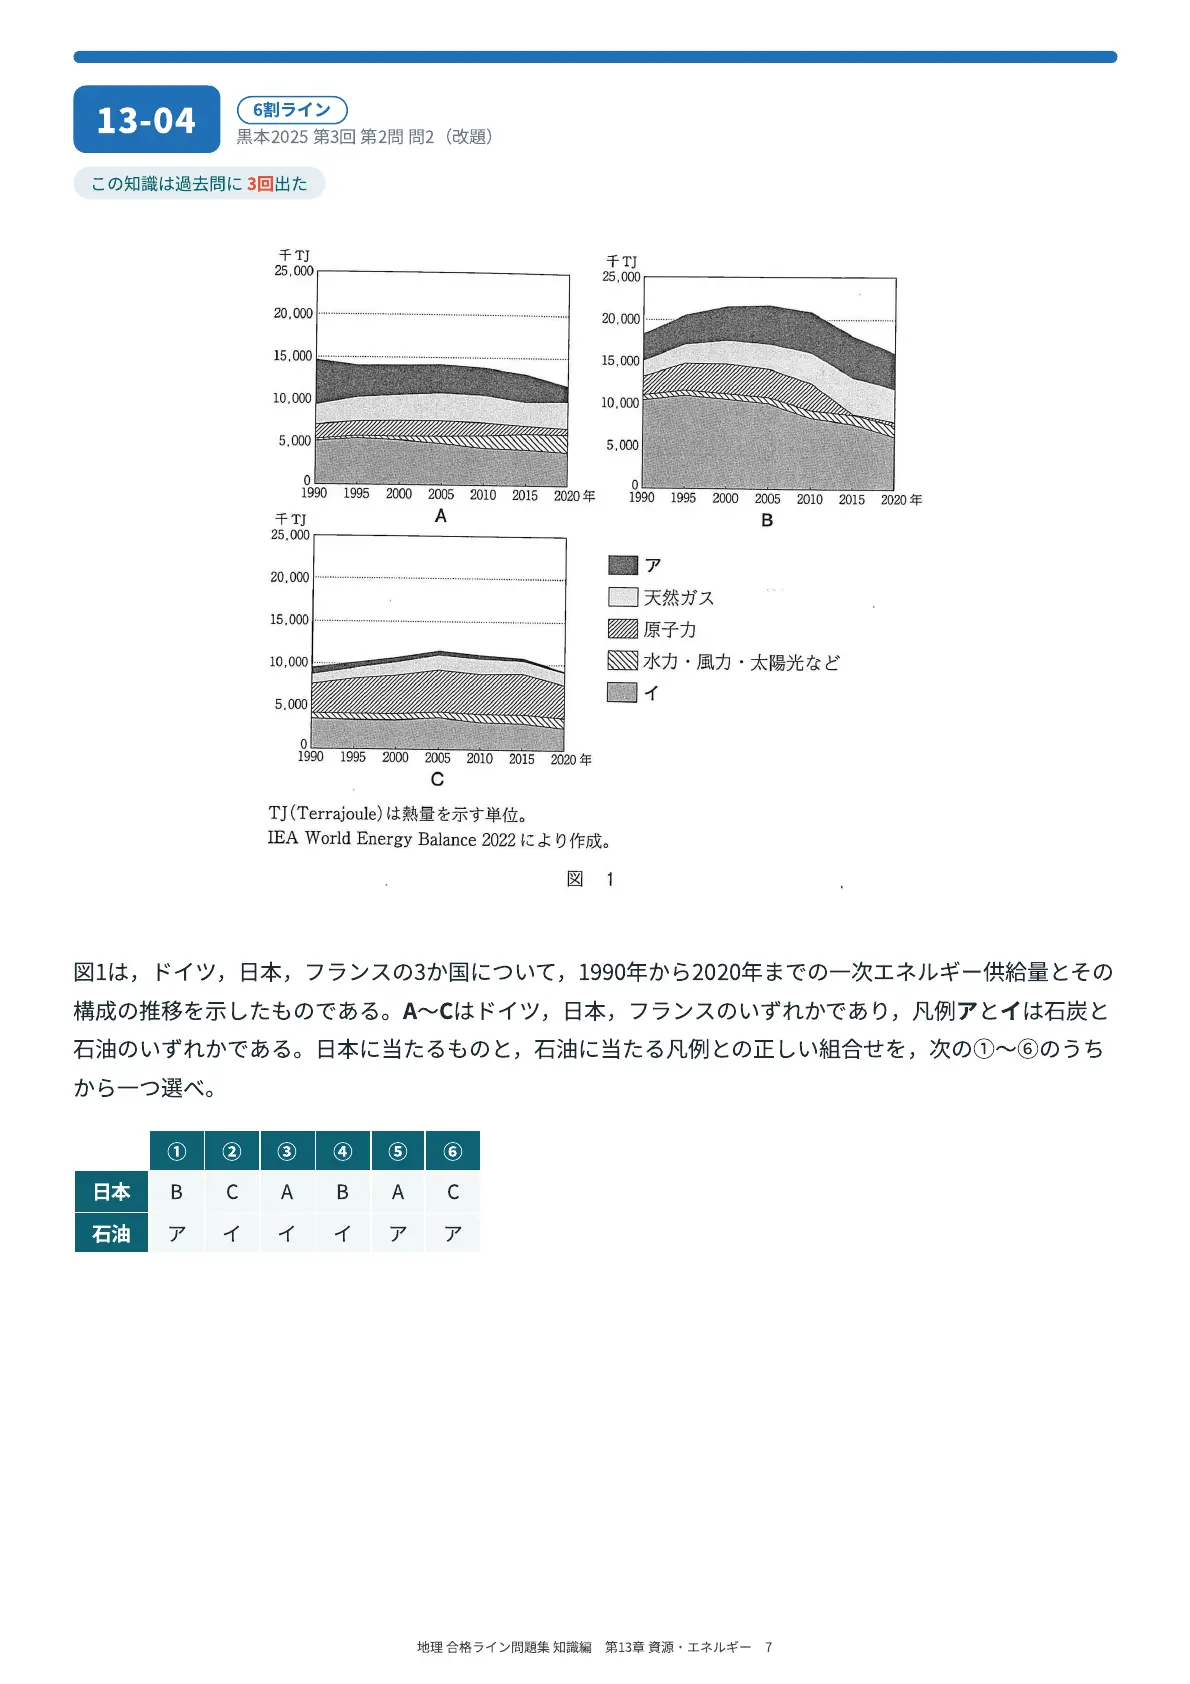 13-04
6割ライン
黒本2025 第3回 第2問 問2（改題）
この知識は過去問に 3回出た
千TJ
25,000
20,000
15,000
10,000
5,000
0
1990 1995 2000 2005 2010 2015 2020年
A
千TJ
25,000
20,000
15,000
10,000
5,000
0
1990 1995 2000 2005 2010 2015 2020年
B
千TJ
25,000
20,000
15,000
10,000
5,000
0
1990 1995 2000 2005 2010 2015 2020年
C
ア
天然ガス
原子力
水力・風力・太陽光など
イ
TJ(Terrajoule)は熱量を示す単位。
IEA World Energy Balance 2022により作成。
図 1
図1は，ドイツ，日本，フランスの3か国について，1990年から2020年までの一次エネルギー供給量とその
構成の推移を示したものである。A～Cはドイツ，日本，フランスのいずれかであり，凡例アとイは石炭と
石油のいずれかである。日本に当たるものと，石油に当たる凡例との正しい組合せを，次の①～⑥のうち
から一つ選べ。
① ② ③ ④ ⑤ ⑥
日本 B C A B A C
石油 ア イ イ イ ア ア
地理 合格ライン問題集 知識編 第13章 資源・エネルギー 7